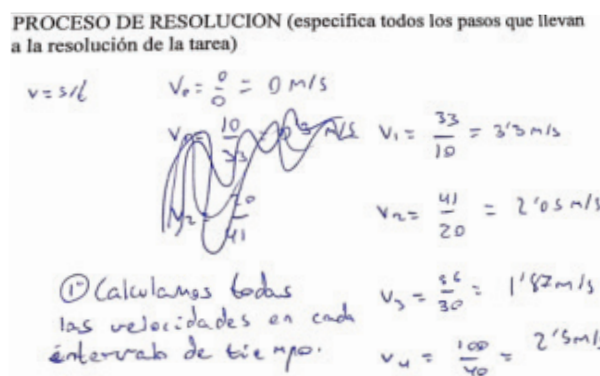 PROCESO DE RESOLUCIÓN (especifica todos los pasos que llevan
a la resolución de la tarea)
v = s/t
V₀ = 0/0 = 0 m/s
V₁ = 33/10 = 3'3 m/s
V₂ = 41/20 = 2'05 m/s
① Calculamos todas
las velocidades en cada
intervalo de tiempo.
V₃ = 56/30 = 1'87 m/s
V₄ = 100/40 = 2'5 m/s